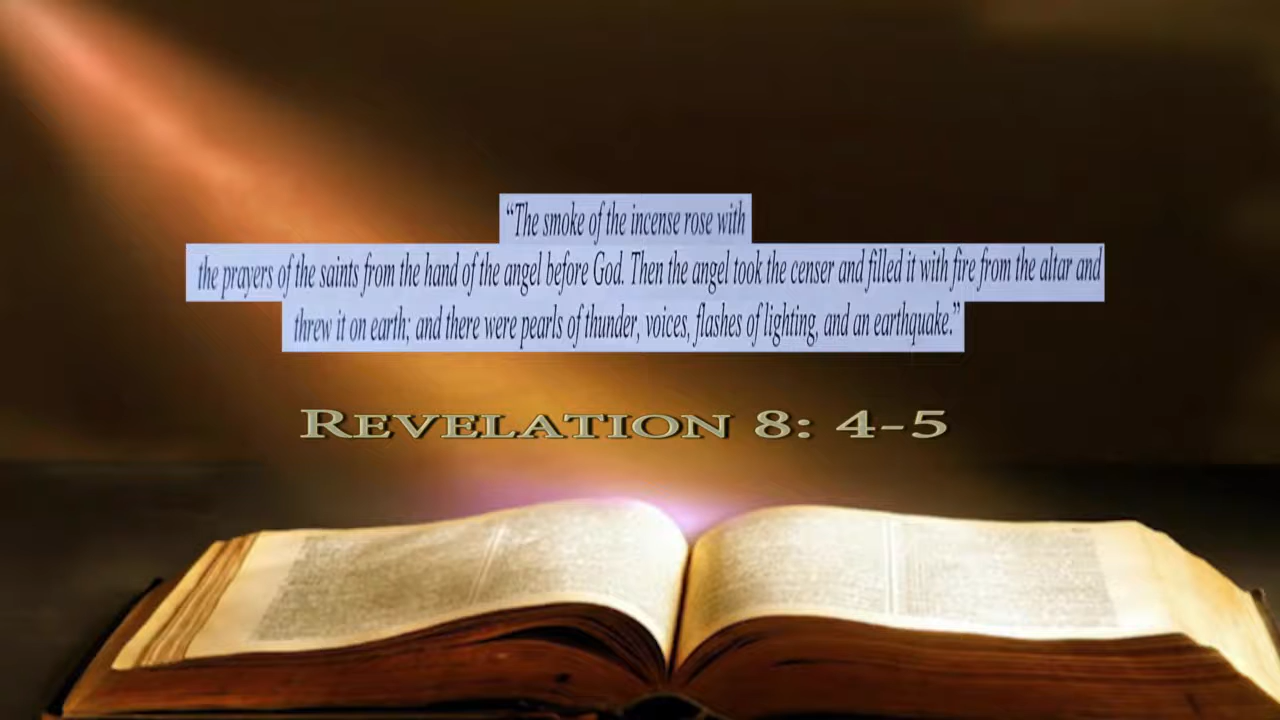 “The smoke of the incense rose with
the prayers of the saints from the hand of the angel before God. Then the angel took the censer and filled it with fire from the altar and
threw it on earth; and there were pearls of thunder, voices, flashes of lighting, and an earthquake.”
REVELATION 8: 4-5